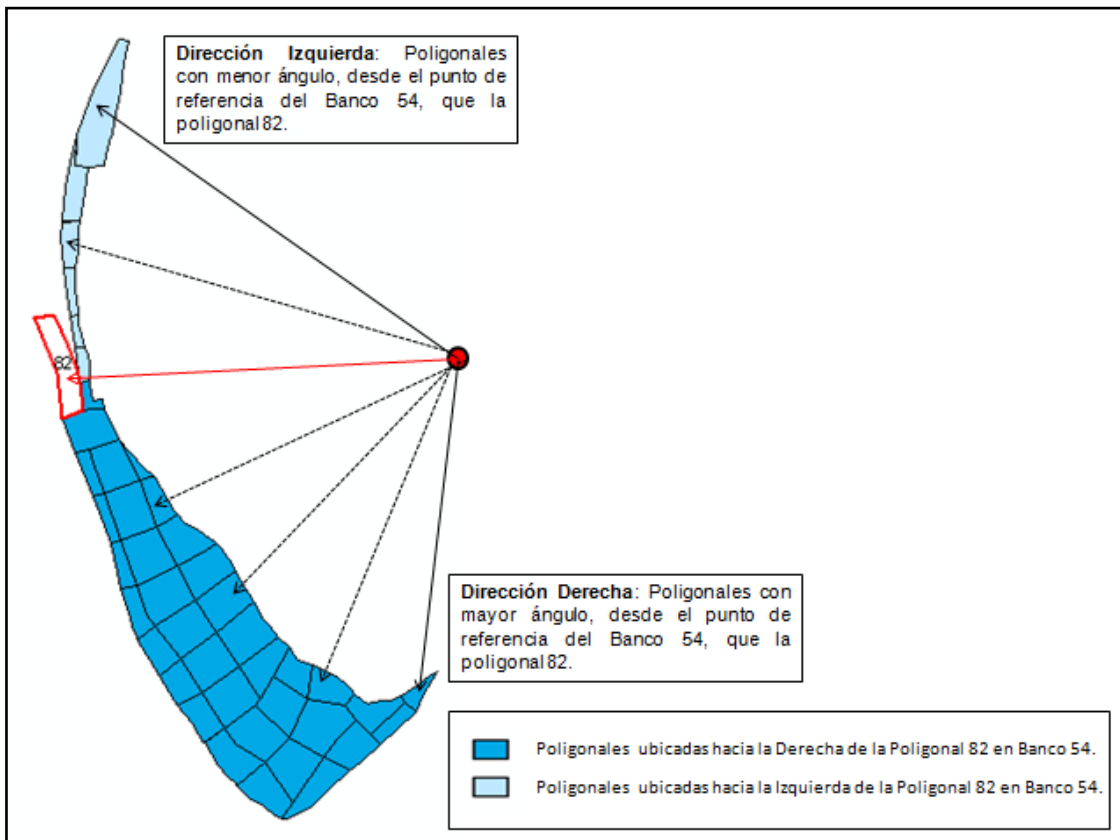 Dirección Izquierda: Poligonales
con menor ángulo, desde el punto de
referencia del Banco 54, que la
poligonal 82.
82
Dirección Derecha: Poligonales con
mayor ángulo, desde el punto de
referencia del Banco 54, que la
poligonal 82.
Poligonales ubicadas hacia la Derecha de la Poligonal 82 en Banco 54.
Poligonales ubicadas hacia la Izquierda de la Poligonal 82 en Banco 54.